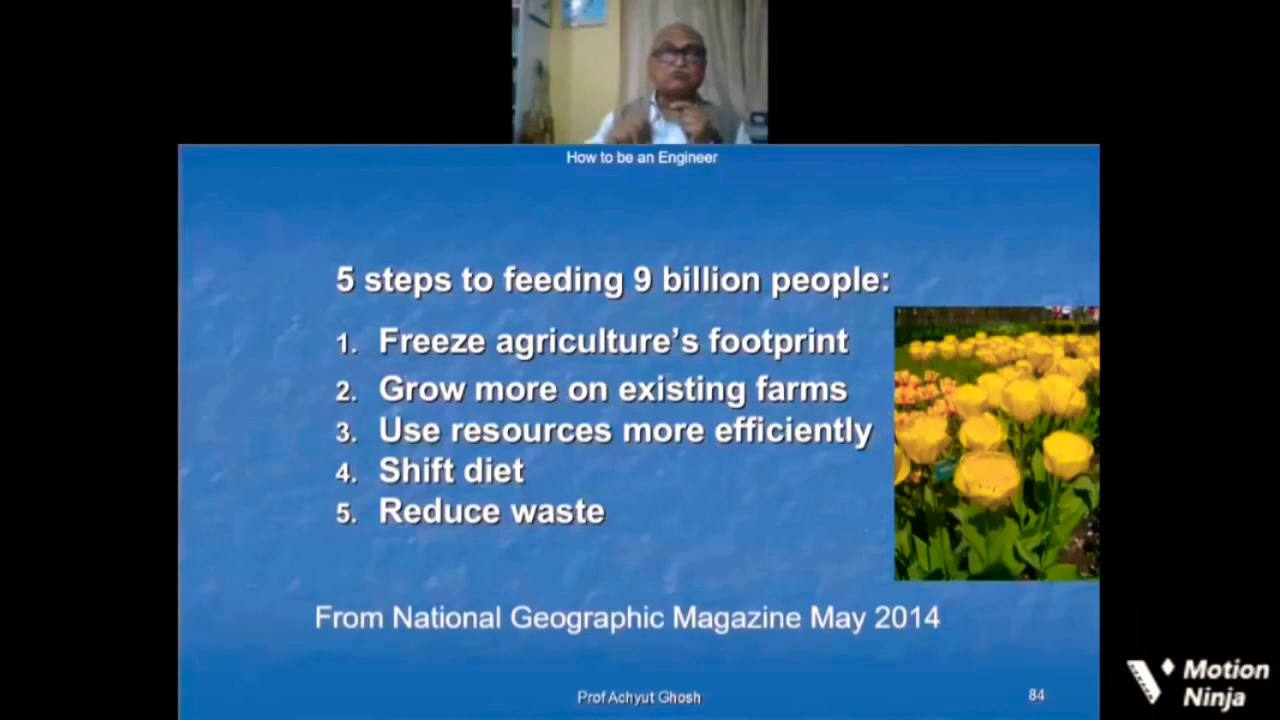 How to be an Engineer
5 steps to feeding 9 billion people:
1. Freeze agriculture's footprint
2. Grow more on existing farms
3. Use resources more efficiently
4. Shift diet
5. Reduce waste
From National Geographic Magazine May 2014
Prof Achyut Ghosh
84
Motion
Ninja